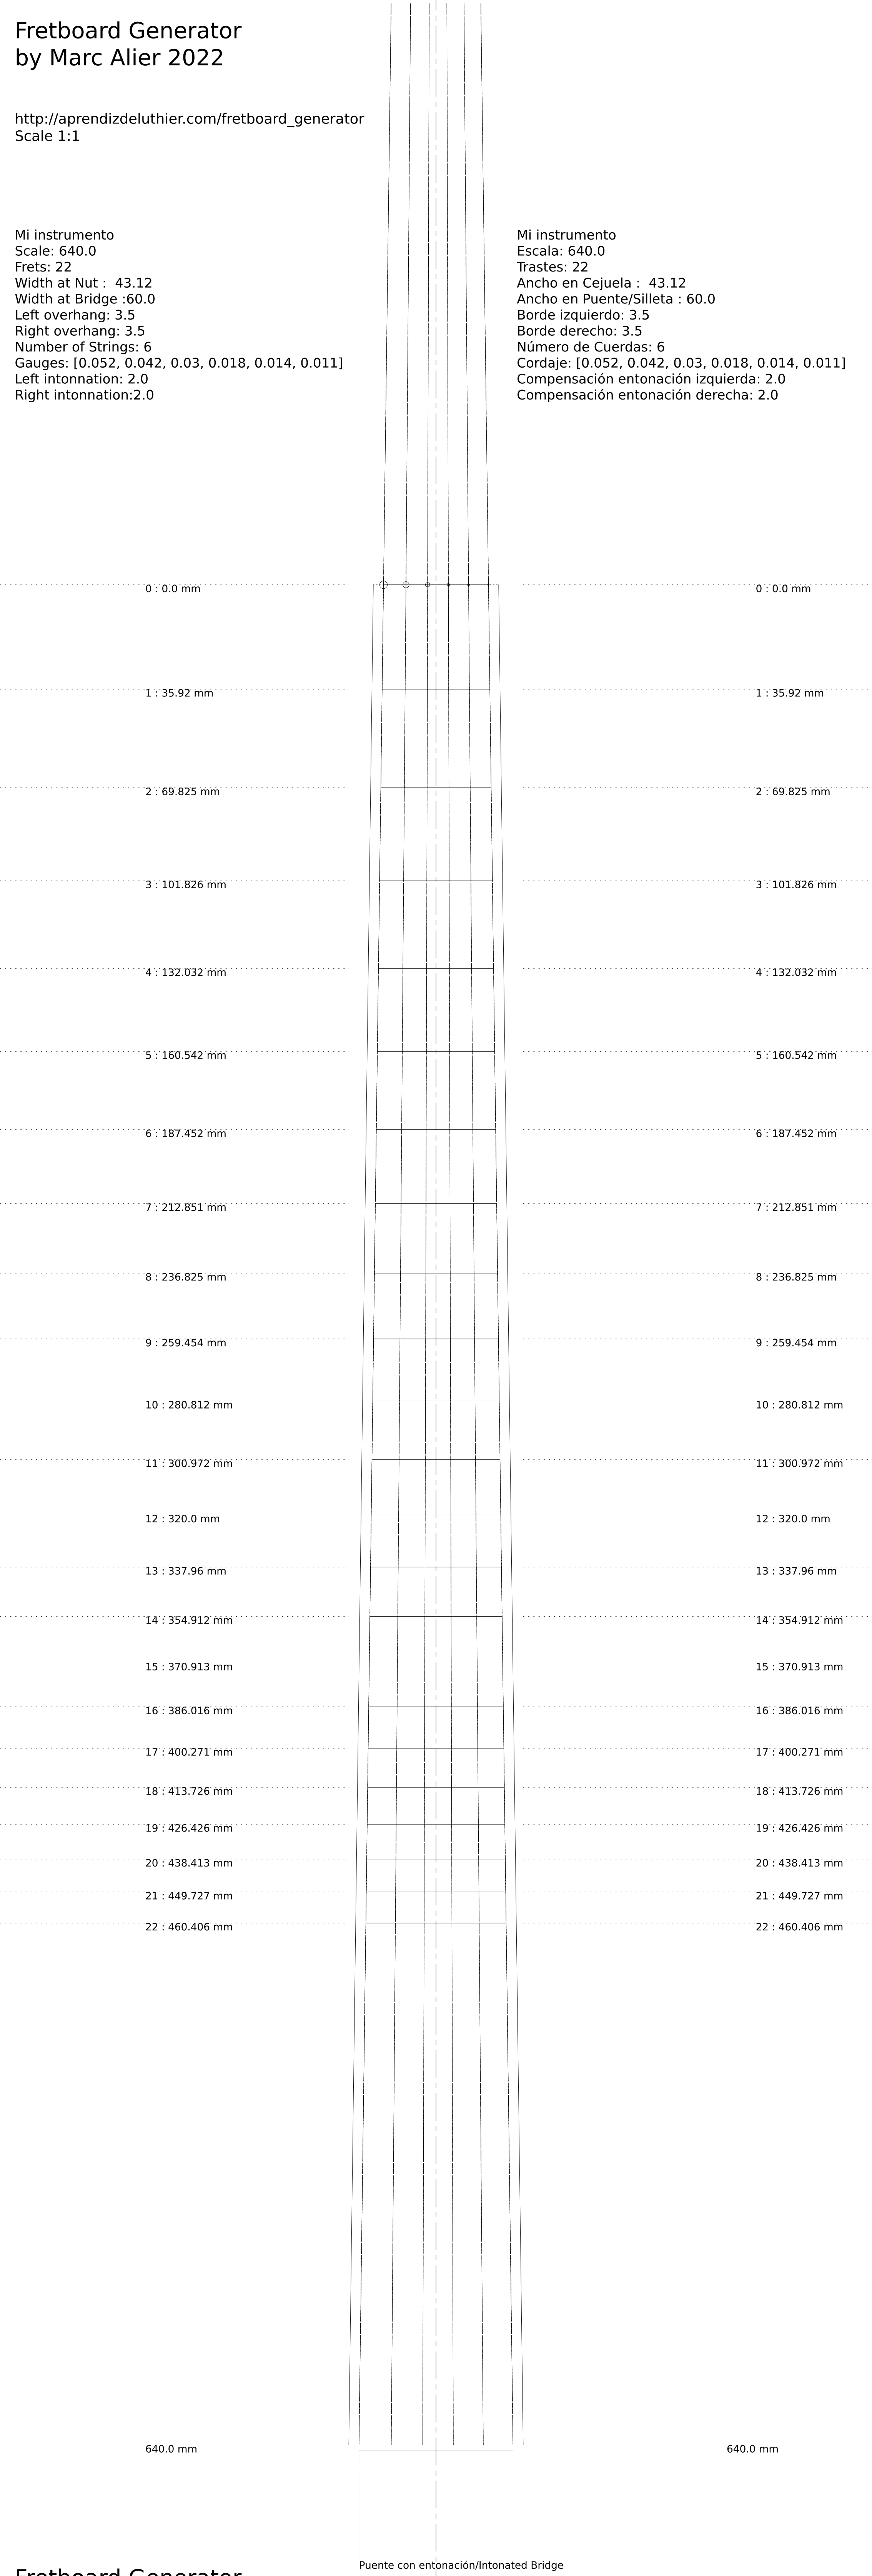 Fretboard Generator
by Marc Alier 2022
http://aprendizdeluthier.com/fretboard_generator
Scale 1:1
Mi instrumento
Scale: 640.0
Frets: 22
Width at Nut :  43.12
Width at Bridge :60.0
Left overhang: 3.5
Right overhang: 3.5
Number of Strings: 6
Gauges: [0.052, 0.042, 0.03, 0.018, 0.014, 0.011]
Left intonnation: 2.0
Right intonnation:2.0
Mi instrumento
Escala: 640.0
Trastes: 22
Ancho en Cejuela :  43.12
Ancho en Puente/Silleta : 60.0
Borde izquierdo: 3.5
Borde derecho: 3.5
Número de Cuerdas: 6
Cordaje: [0.052, 0.042, 0.03, 0.018, 0.014, 0.011]
Compensación entonación izquierda: 2.0
Compensación entonación derecha: 2.0
0 : 0.0 mm
0 : 0.0 mm
1 : 35.92 mm
1 : 35.92 mm
2 : 69.825 mm
2 : 69.825 mm
3 : 101.826 mm
3 : 101.826 mm
4 : 132.032 mm
4 : 132.032 mm
5 : 160.542 mm
5 : 160.542 mm
6 : 187.452 mm
6 : 187.452 mm
7 : 212.851 mm
7 : 212.851 mm
8 : 236.825 mm
8 : 236.825 mm
9 : 259.454 mm
9 : 259.454 mm
10 : 280.812 mm
10 : 280.812 mm
11 : 300.972 mm
11 : 300.972 mm
12 : 320.0 mm
12 : 320.0 mm
13 : 337.96 mm
13 : 337.96 mm
14 : 354.912 mm
14 : 354.912 mm
15 : 370.913 mm
15 : 370.913 mm
16 : 386.016 mm
16 : 386.016 mm
17 : 400.271 mm
17 : 400.271 mm
18 : 413.726 mm
18 : 413.726 mm
19 : 426.426 mm
19 : 426.426 mm
20 : 438.413 mm
20 : 438.413 mm
21 : 449.727 mm
21 : 449.727 mm
22 : 460.406 mm
22 : 460.406 mm
640.0 mm
640.0 mm
Puente con entonación/Intonated Bridge
Fretboard Generator